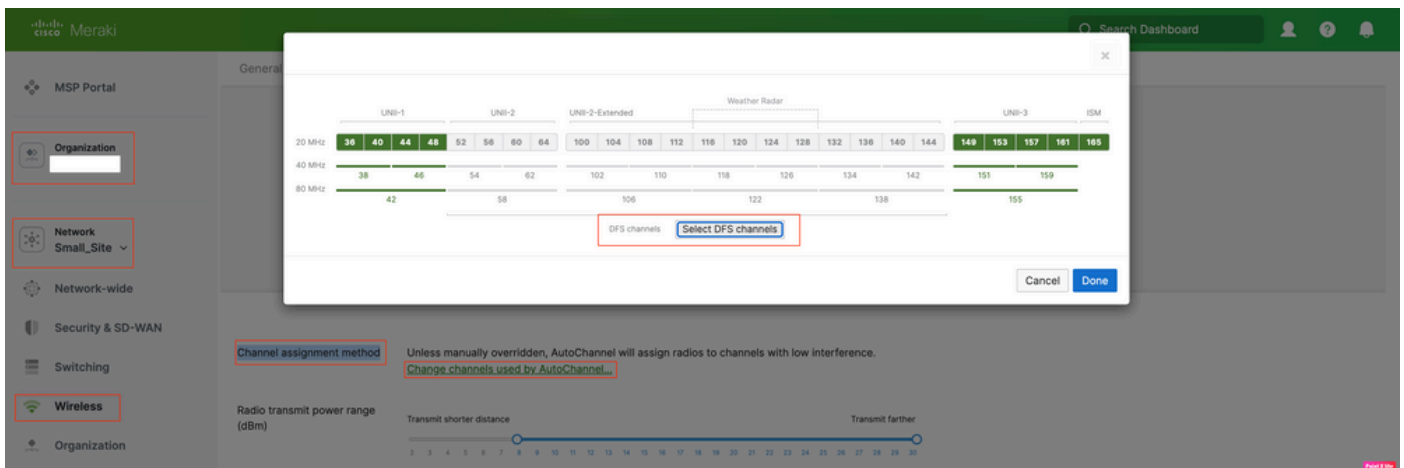 cisco Meraki
Search Dashboard
MSP Portal
Organization
Network
Small_Site
Network-wide
Security & SD-WAN
Switching
Wireless
Organization
General
×
Weather Radar
UNII-1 UNII-2 UNII-2-Extended UNII-3 ISM
20 MHz 36 40 44 48 52 56 60 64 100 104 108 112 116 120 124 128 132 136 140 144 149 153 157 161 165
40 MHz 38 46 54 62 102 110 118 126 134 142 151 159
80 MHz 42 58 106 122 138 155
DFS channels Select DFS channels
Cancel Done
Channel assignment method Unless manually overridden, AutoChannel will assign radios to channels with low interference.
Change channels used by AutoChannel...
Radio transmit power range
(dBm)
Transmit shorter distance Transmit farther
2 3 4 5 6 7 8 9 10 11 12 13 14 15 16 17 18 19 20 21 22 23 24 25 26 27 28 29 30